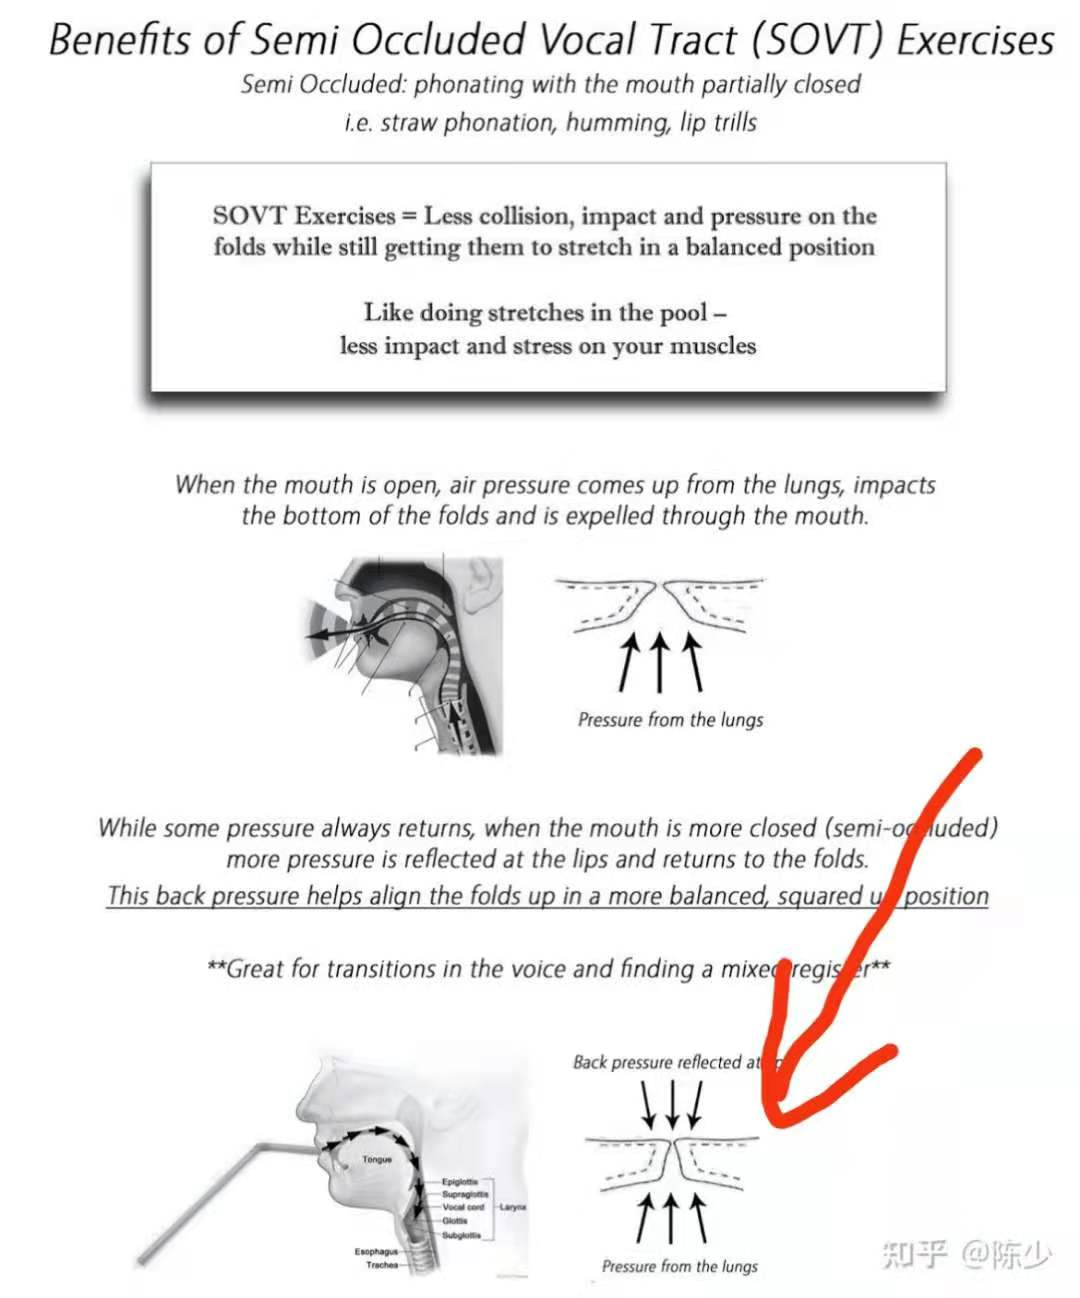 Benefits of Semi Occluded Vocal Tract (SOVT) Exercises
Semi Occluded: phonating with the mouth partially closed
i.e. straw phonation, humming, lip trills
SOVT Exercises = Less collision, impact and pressure on the
folds while still getting them to stretch in a balanced position
Like doing stretches in the pool –
less impact and stress on your muscles
When the mouth is open, air pressure comes up from the lungs, impacts
the bottom of the folds and is expelled through the mouth.
Pressure from the lungs
While some pressure always returns, when the mouth is more closed (semi-occluded)
more pressure is reflected at the lips and returns to the folds.
This back pressure helps align the folds up in a more balanced, squared up position
**Great for transitions in the voice and finding a mixed register**
Back pressure reflected at
Tongue
Epiglottis
Supraglottis
Vocal cord
Larynx
Glottis
Subglottis
Esophagus
Trachea
Pressure from the lungs
知乎 @陈少